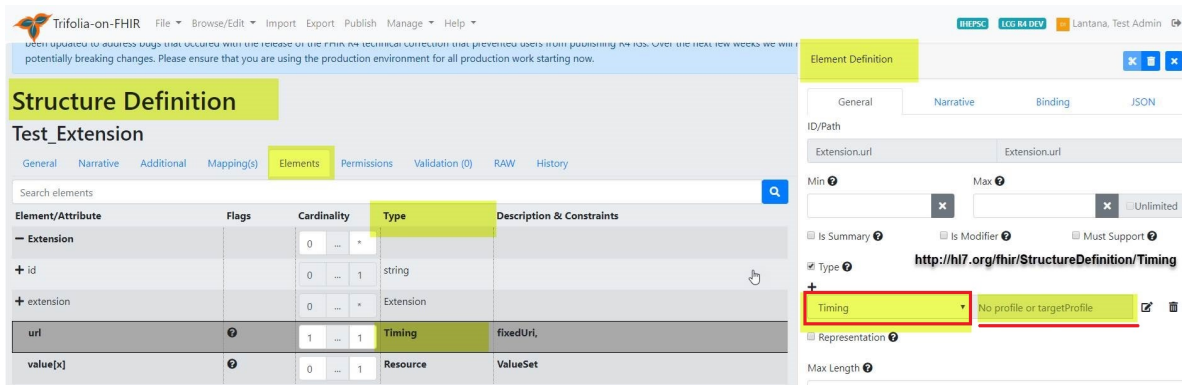 Trifolia-on-FHIR File Browse/Edit Import Export Publish Manage Help IHEPSC LCG R4 DEV Lantana, Test Admin
been updated to address bugs that occured with the release of the FHIR R4 technical correction that prevented users from publishing R4 IGs. Over the next few weeks we will
potentially breaking changes. Please ensure that you are using the production environment for all production work starting now.
Structure Definition
Test_Extension
General Narrative Additional Mapping(s) Elements Permissions Validation (0) RAW History
Search elements
Element/Attribute Flags Cardinality Type Description & Constraints
Extension 0 ... *
id 0 ... 1 string
extension 0 ... * Extension
url 1 ... 1 Timing fixedUri,
value[x] 0 ... 1 Resource ValueSet
Element Definition
General Narrative Binding JSON
ID/Path
Extension.url Extension.url
Min Max
Unlimited
Is Summary Is Modifier Must Support
http://hl7.org/fhir/StructureDefinition/Timing
Type
Timing No profile or targetProfile
Representation
Max Length